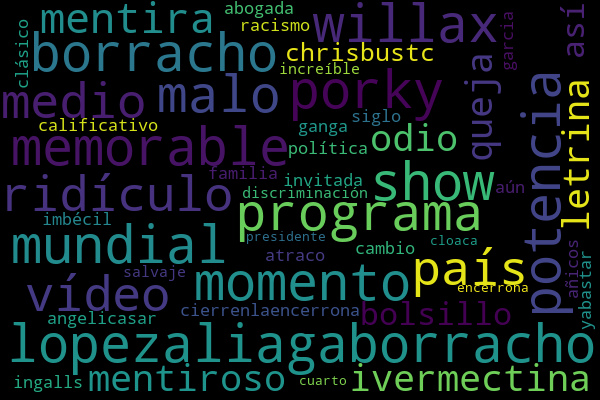 abogada
mentira
racismo
willax
así
garcia
clásico
borracho
chrisbustc
increíble
queja
medio
malo
porky
potencia
letrina
calificativo
siglo
ganga
odio
memorable
política
familia
invitada
show
aún
discriminación
ridículo
programa
imbécil
presidente
cloaca
mundial
atraco
cambio
país
salvaje
momento
encerrona
añicos
yabastar
vídeo
angelicasar
cierrenlaencerrona
bolsillo
lopezaliagaborracho
ingalls
mentiroso
cuarto
ivermectina